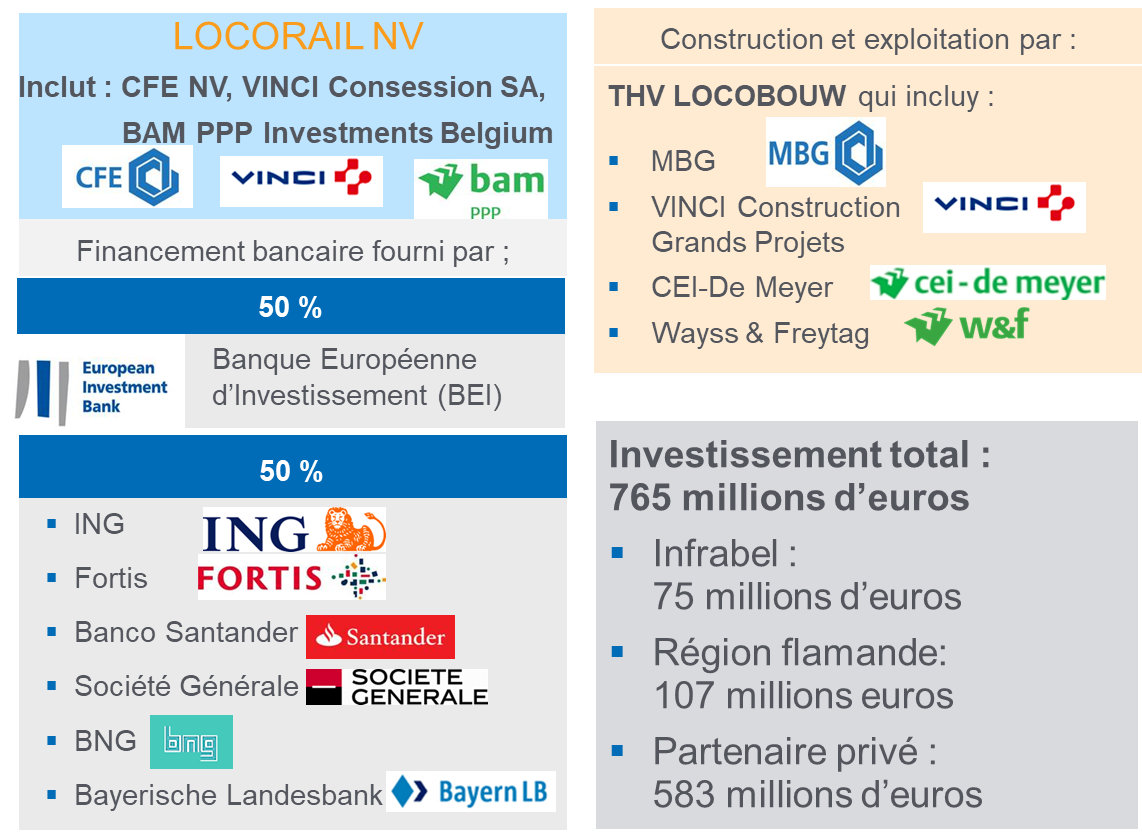 LOCORAIL NV
Inclut : CFE NV, VINCI Consession SA,
BAM PPP Investments Belgium
CFE
VINCI
bam
PPP
Financement bancaire fourni par ;
50 %
European
Investment
Bank
Banque Européenne
d’Investissement (BEI)
50 %
ING
ING
Fortis
FORTIS
Banco Santander
Santander
Société Générale
SOCIETE
GENERALE
BNG
bng
Bayerische Landesbank
Bayern LB
Construction et exploitation par :
THV LOCOBOUW qui incluy :
MBG
MBG
VINCI Construction
Grands Projets
VINCI
CEI-De Meyer
cei-de meyer
Wayss & Freytag
w&f
Investissement total :
765 millions d’euros
Infrabel :
75 millions d’euros
Région flamande:
107 millions euros
Partenaire privé :
583 millions d’euros